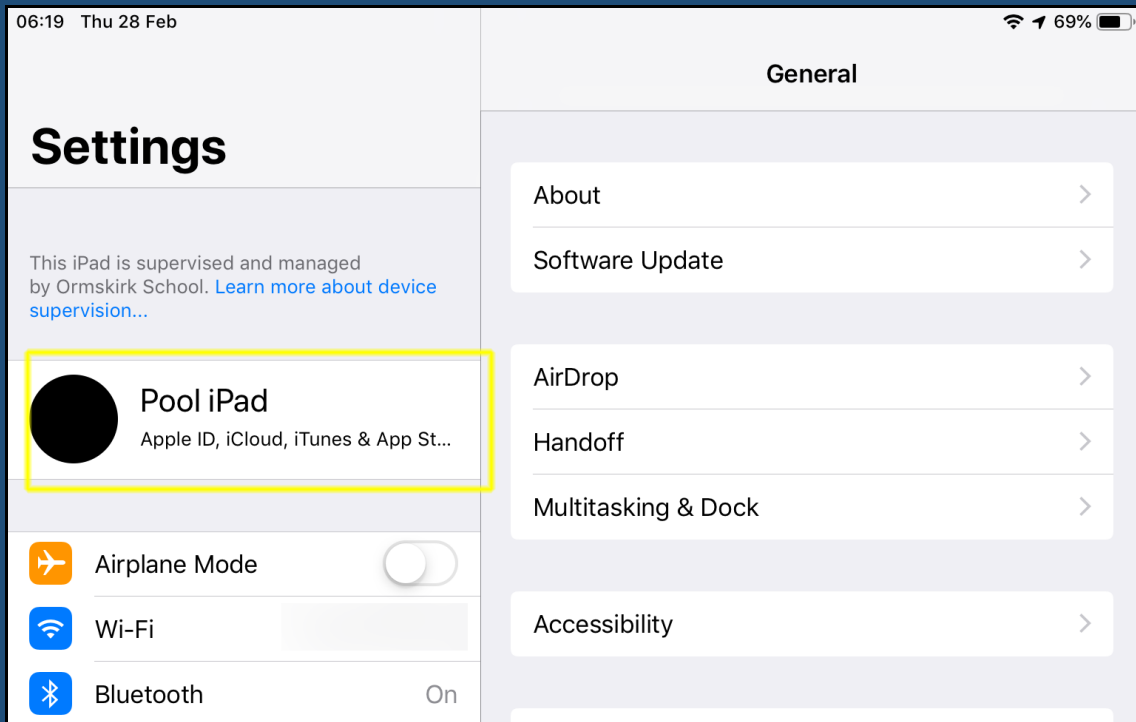 06:19 Thu 28 Feb
69%
Settings
This iPad is supervised and managed
by Ormskirk School. Learn more about device
supervision...
Pool iPad
Apple ID, iCloud, iTunes & App St...
Airplane Mode
Wi-Fi
Bluetooth On
General
About
Software Update
AirDrop
Handoff
Multitasking & Dock
Accessibility